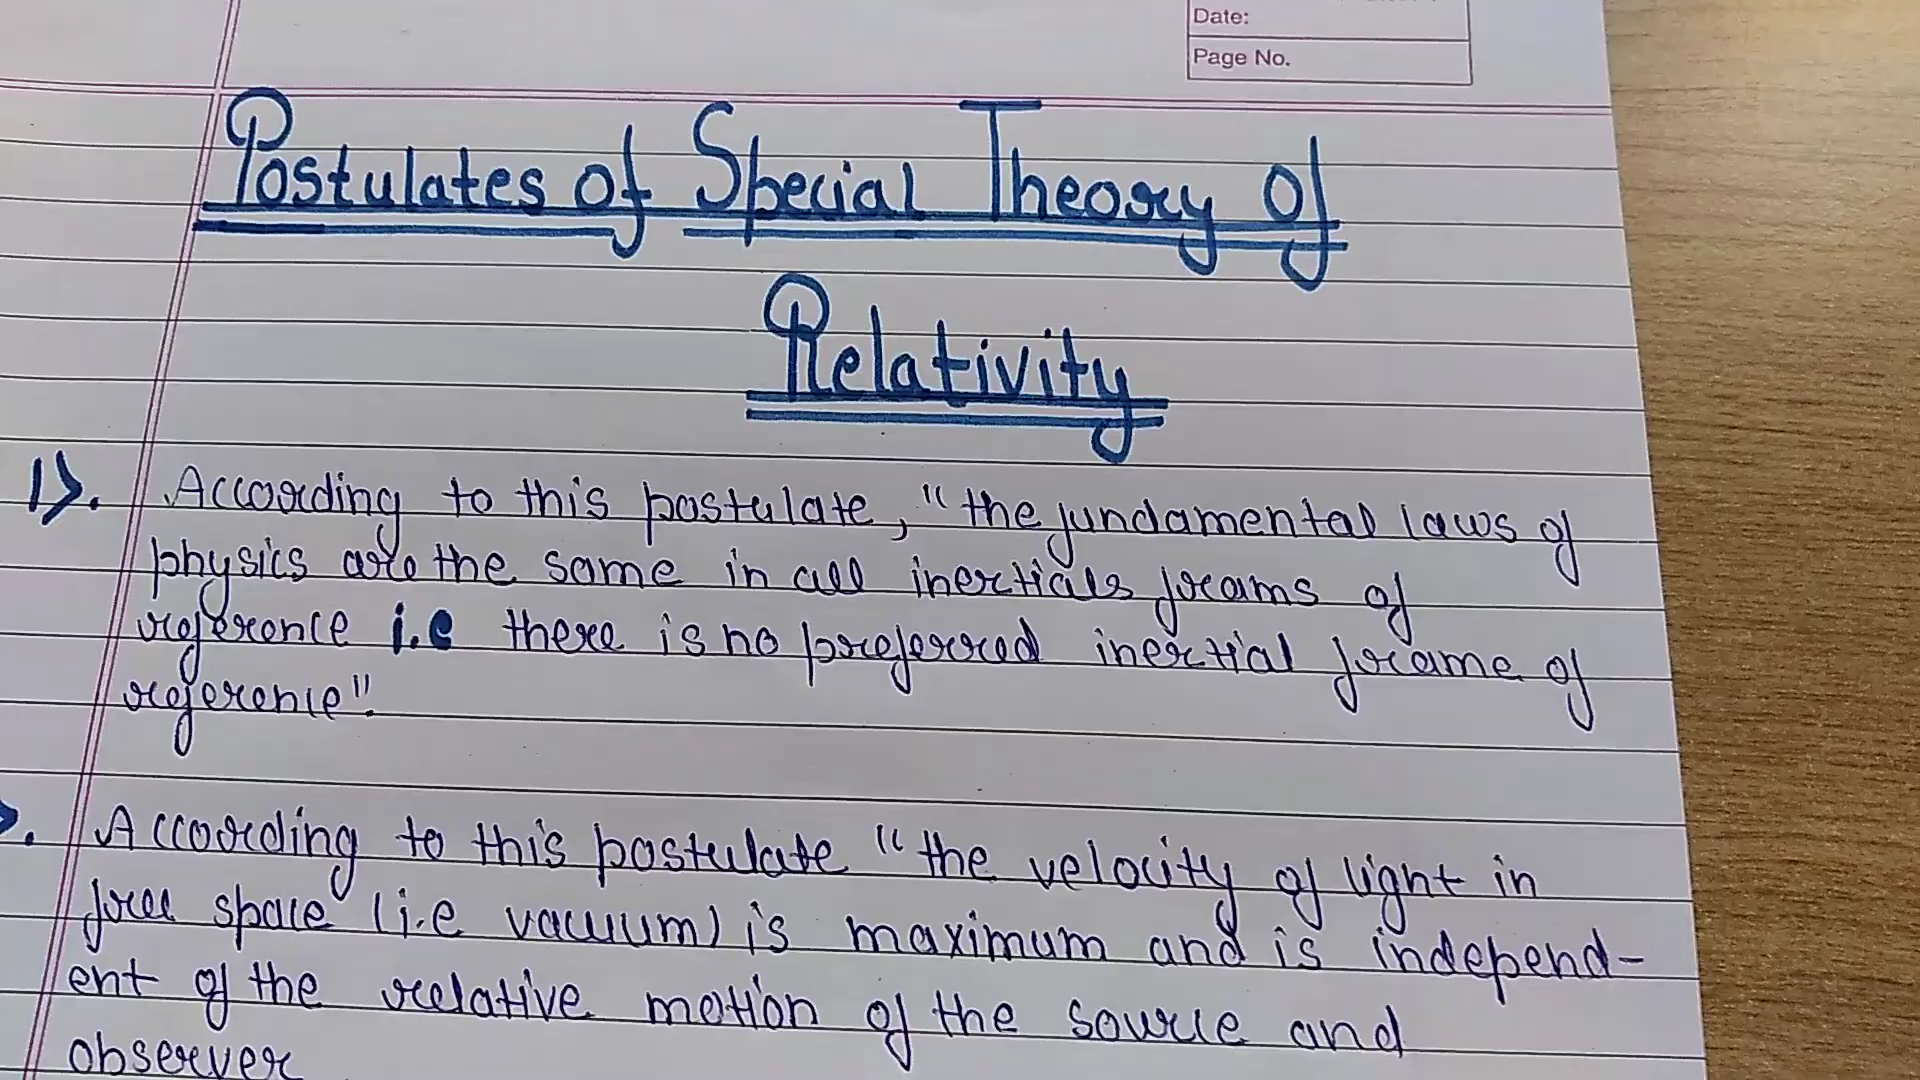 Date:
Page No.
Postulates of Special Theory of
Relativity
1). According to this postulate, "the fundamental laws of
physics are the same in all inertials frams of
reference i.e there is no preferred inertial frame of
reference".
According to this postulate "the velocity of light in
free space (i.e vacuum) is maximum and is independ-
ent of the relative motion of the source and
observer